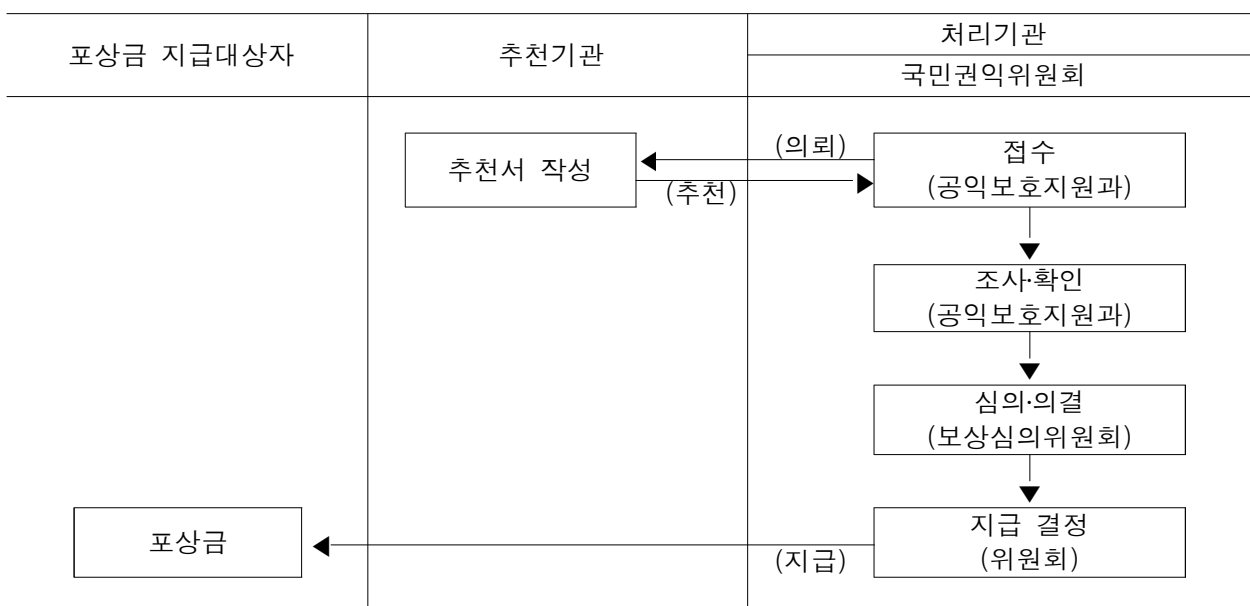 포상금 지급대상자
추천기관
처리기관
국민권익위원회
추천서 작성
(의뢰)
(추천)
접수
(공익보호지원과)
조사·확인
(공익보호지원과)
심의·의결
(보상심의위원회)
포상금
(지급)
지급 결정
(위원회)